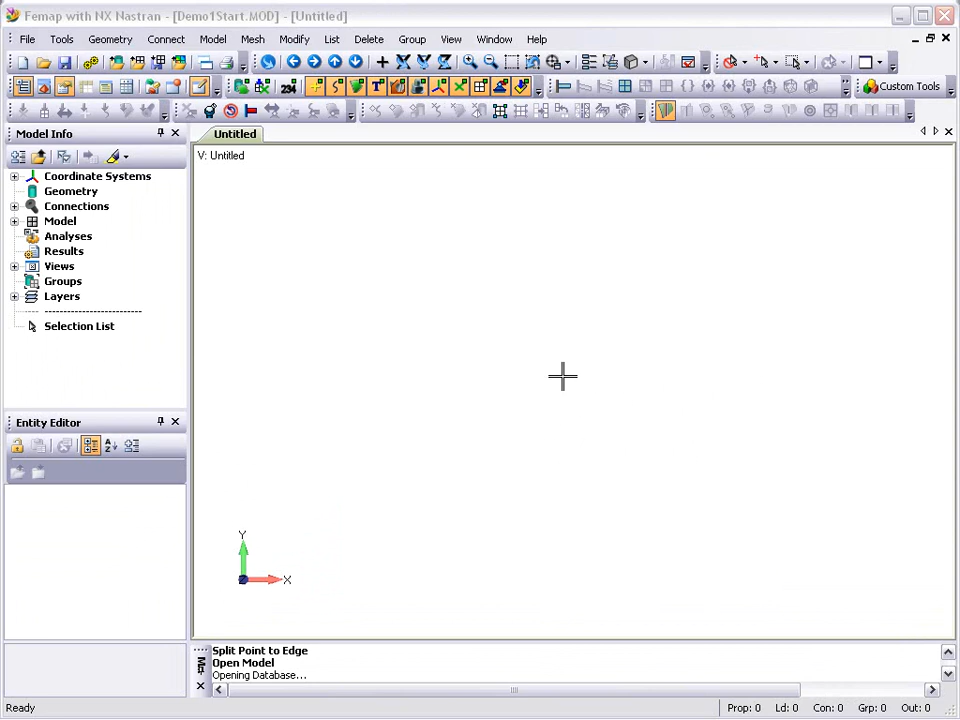 Femap with NX Nastran - [Demo1Start.MOD] - [Untitled]
File Tools Geometry Connect Model Mesh Modify List Delete Group View Window Help
234
Custom Tools
Model Info
Untitled
V: Untitled
Coordinate Systems
Geometry
Connections
Model
Analyses
Results
Views
Groups
Layers
Selection List
Entity Editor
Y
X
Z
Split Point to Edge
Open Model
Opening Database...
Ready Prop: 0 Ld: 0 Con: 0 Grp: 0 Out: 0